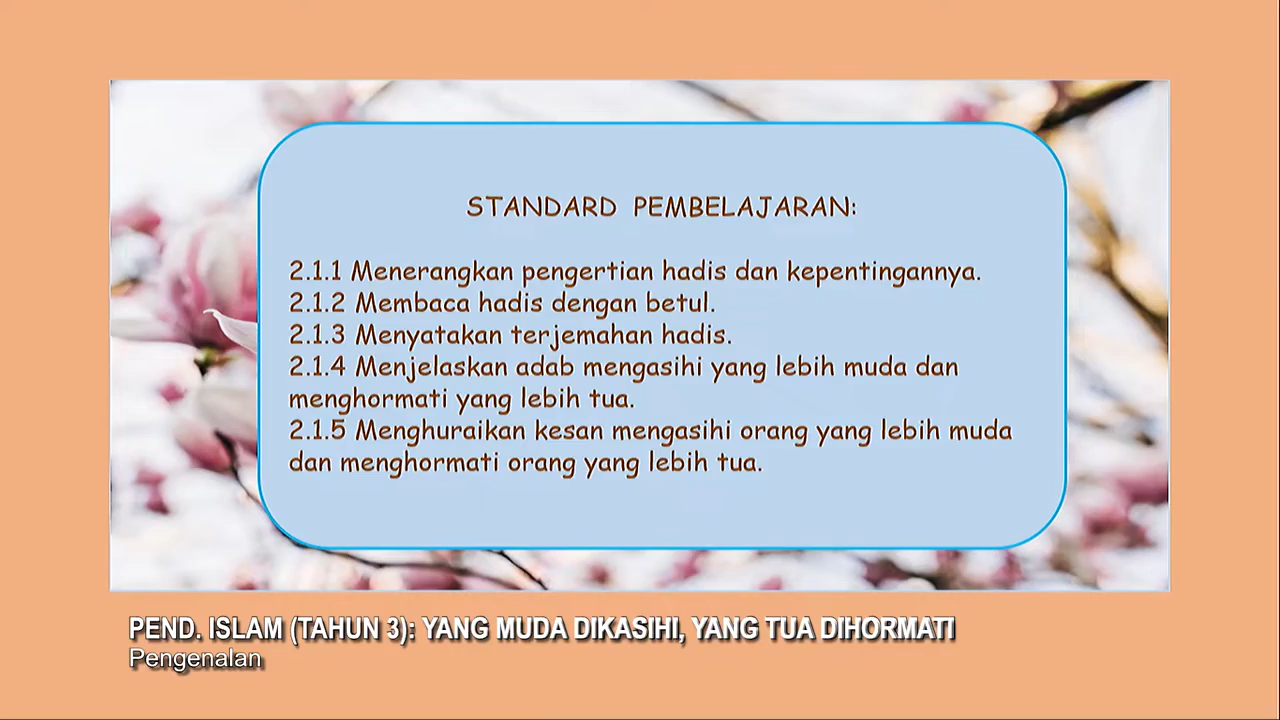 STANDARD PEMBELAJARAN:
2.1.1 Menerangkan pengertian hadis dan kepentingannya.
2.1.2 Membaca hadis dengan betul.
2.1.3 Menyatakan terjemahan hadis.
2.1.4 Menjelaskan adab mengasihi yang lebih muda dan
menghormati yang lebih tua.
2.1.5 Menghuraikan kesan mengasihi orang yang lebih muda
dan menghormati orang yang lebih tua.
PEND. ISLAM (TAHUN 3): YANG MUDA DIKASIHI, YANG TUA DIHORMATI
Pengenalan